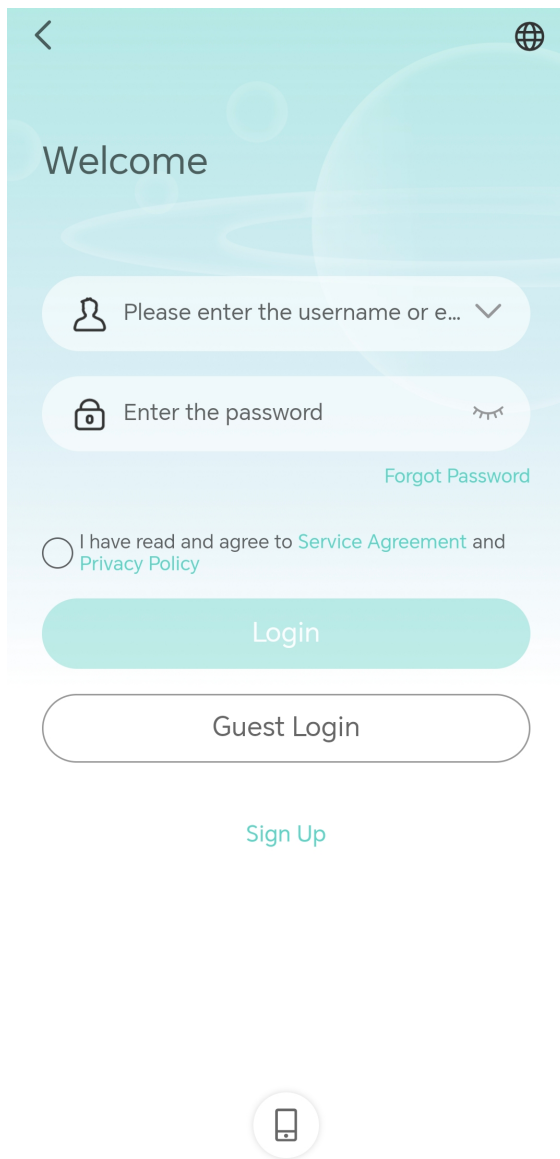 Welcome
Please enter the username or e...
Enter the password
Forgot Password
I have read and agree to Service Agreement and
Privacy Policy
Login
Guest Login
Sign Up